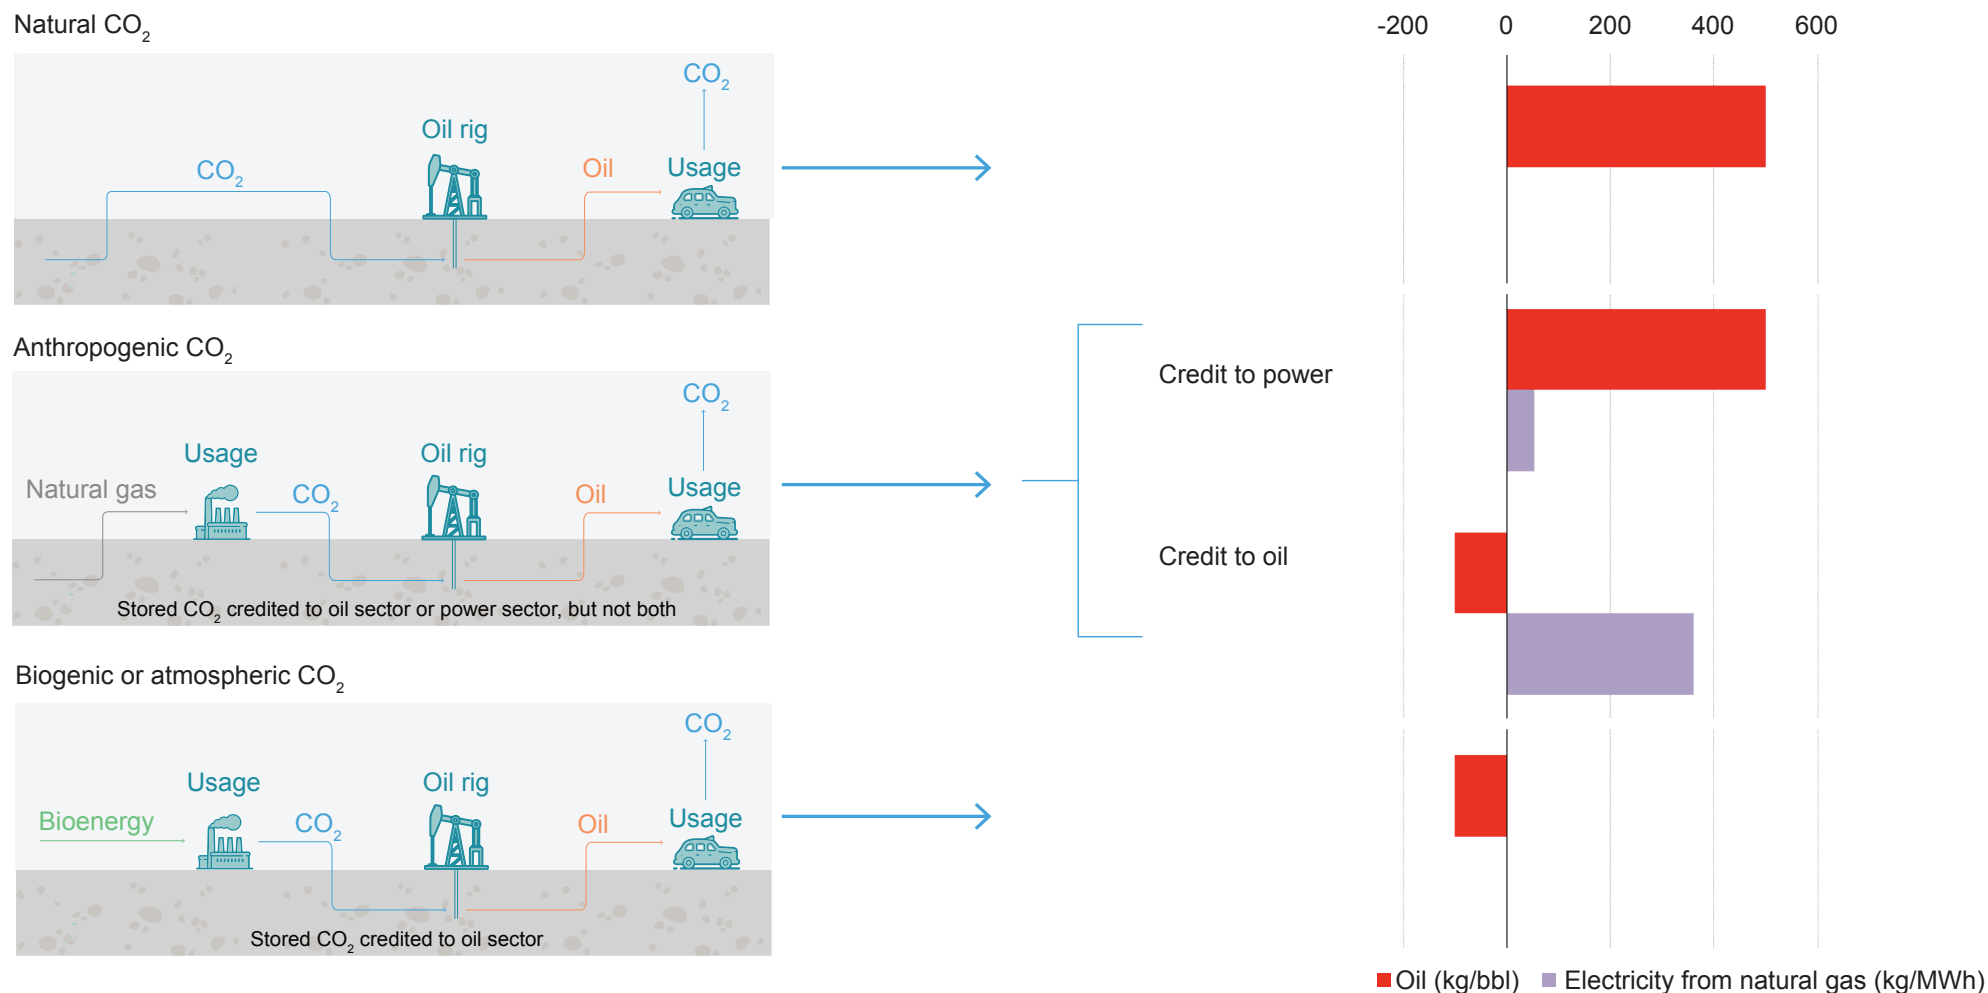 Natural CO₂
CO₂
Oil rig
CO₂
Oil
Usage
Anthropogenic CO₂
CO₂
Usage
Oil rig
Natural gas
CO₂
Oil
Usage
Stored CO₂ credited to oil sector or power sector, but not both
Biogenic or atmospheric CO₂
CO₂
Usage
Oil rig
Bioenergy
CO₂
Oil
Usage
Stored CO₂ credited to oil sector
Credit to power
Credit to oil
-200 0 200 400 600
Oil (kg/bbl) Electricity from natural gas (kg/MWh)